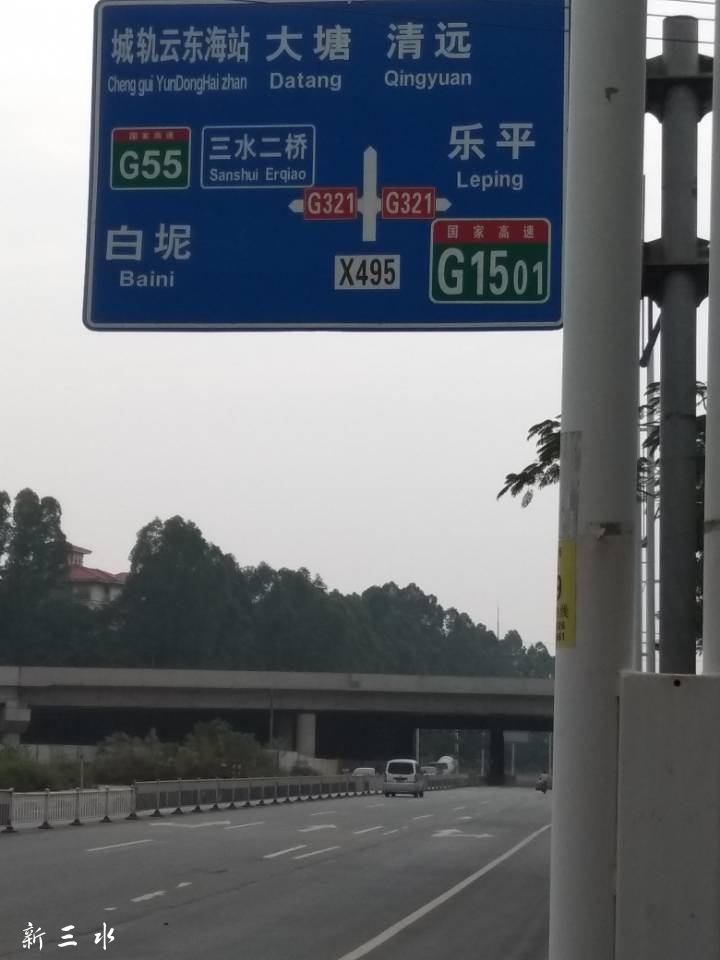 城轨云东海站 大塘 清远
Cheng gui YunDongHai zhan Datang Qingyuan
国家高速
G55
三水二桥
Sanshui Erqiao
乐平
Leping
G321 G321
白坭
Baini
X495
国家高速
G1501
新三水